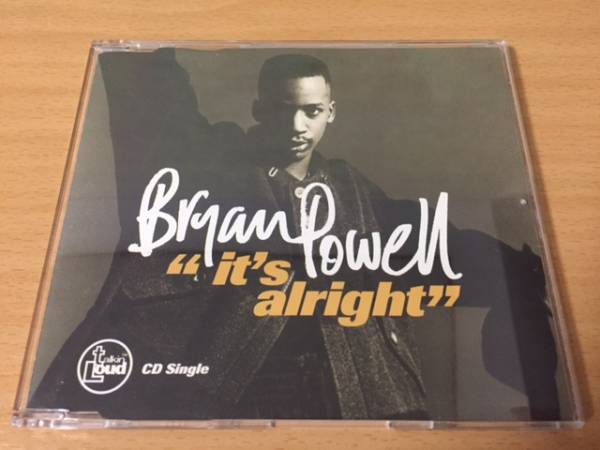 Bryan Powell
“it's
alright”
talkin
Loud
CD Single